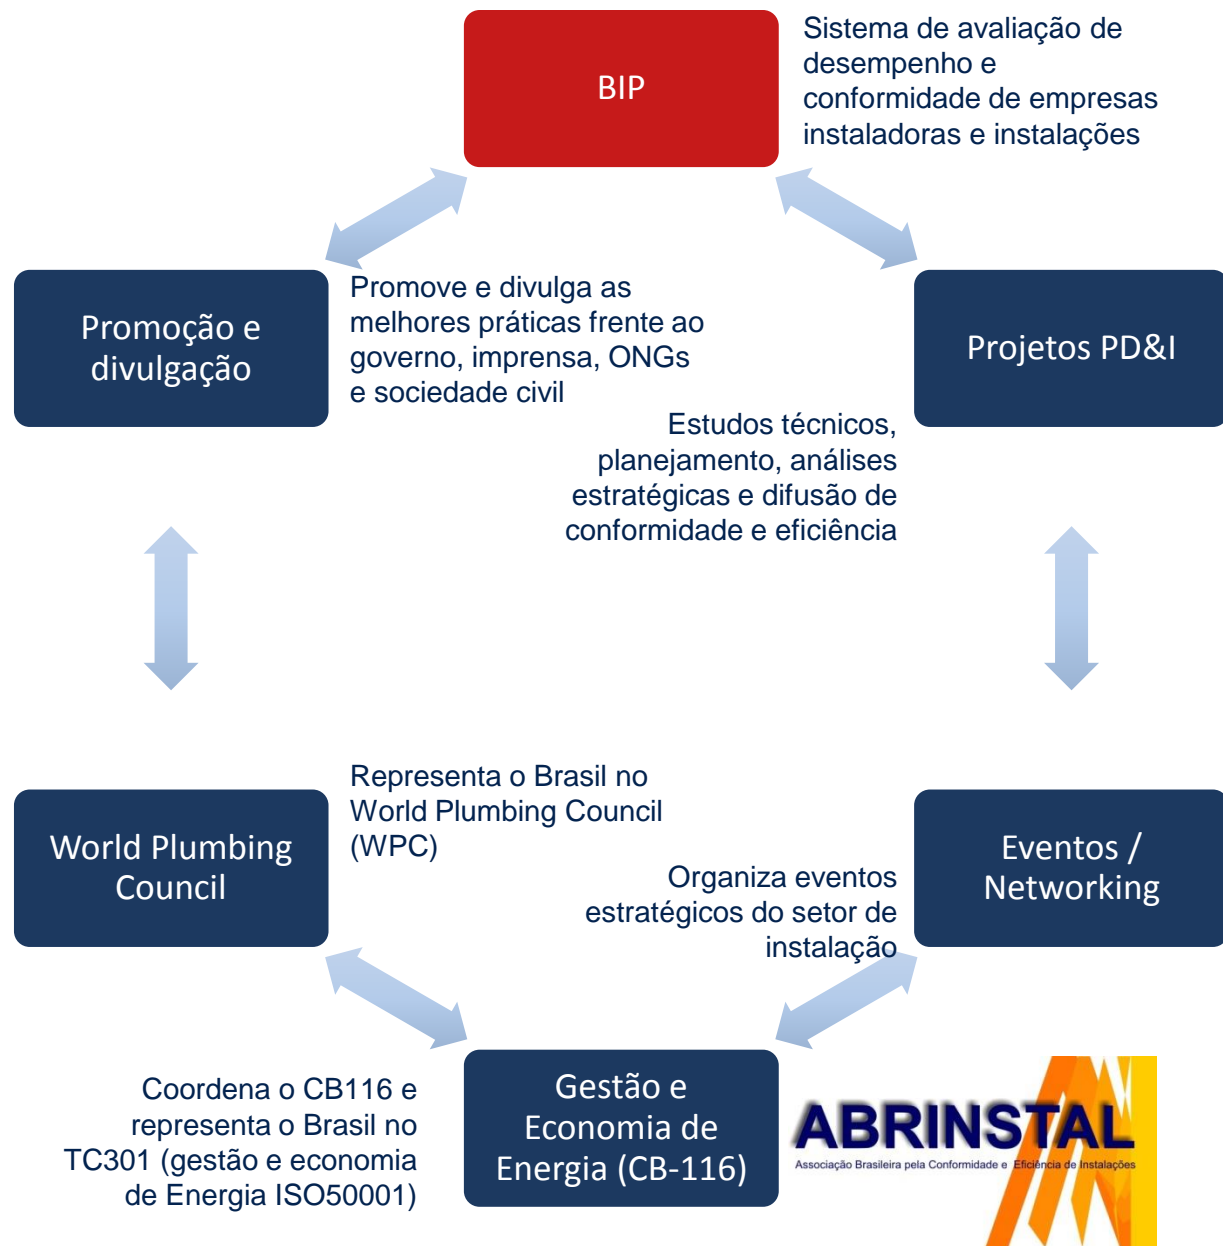 BIP
Sistema de avaliação de
desempenho e
conformidade de empresas
instaladoras e instalações
Promoção e
divulgação
Promove e divulga as
melhores práticas frente ao
governo, imprensa, ONGs
e sociedade civil
Projetos PD&I
Estudos técnicos,
planejamento, análises
estratégicas e difusão de
conformidade e eficiência
World Plumbing
Council
Representa o Brasil no
World Plumbing Council
(WPC)
Eventos /
Networking
Organiza eventos
estratégicos do setor de
instalação
Coordena o CB116 e
representa o Brasil no
TC301 (gestão e economia
de Energia ISO50001)
Gestão e
Economia de
Energia (CB-116)
ABRINSTAL
Associação Brasileira pela Conformidade e Eficiência de Instalações